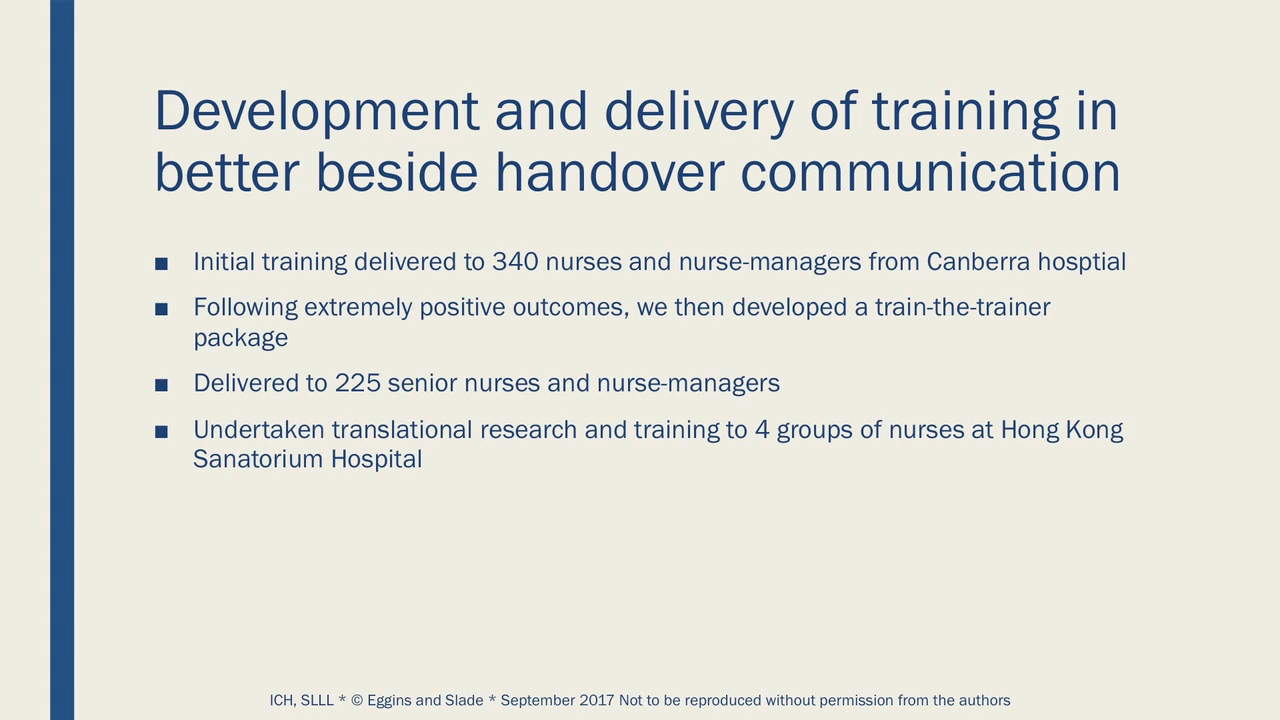 Development and delivery of training in
better beside handover communication
■ Initial training delivered to 340 nurses and nurse-managers from Canberra hosptial
■ Following extremely positive outcomes, we then developed a train-the-trainer
package
■ Delivered to 225 senior nurses and nurse-managers
■ Undertaken translational research and training to 4 groups of nurses at Hong Kong
Sanatorium Hospital
ICH, SLLL * © Eggins and Slade * September 2017 Not to be reproduced without permission from the authors